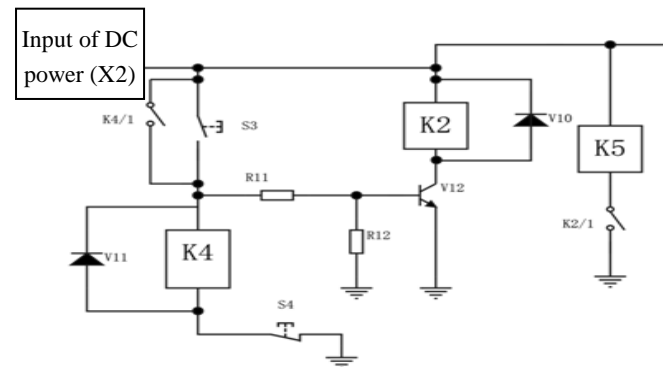 Input of DC
power (X2)
K4/1
S3
K2
V10
K5
R11
V12
R12
K2/1
V11
K4
S4